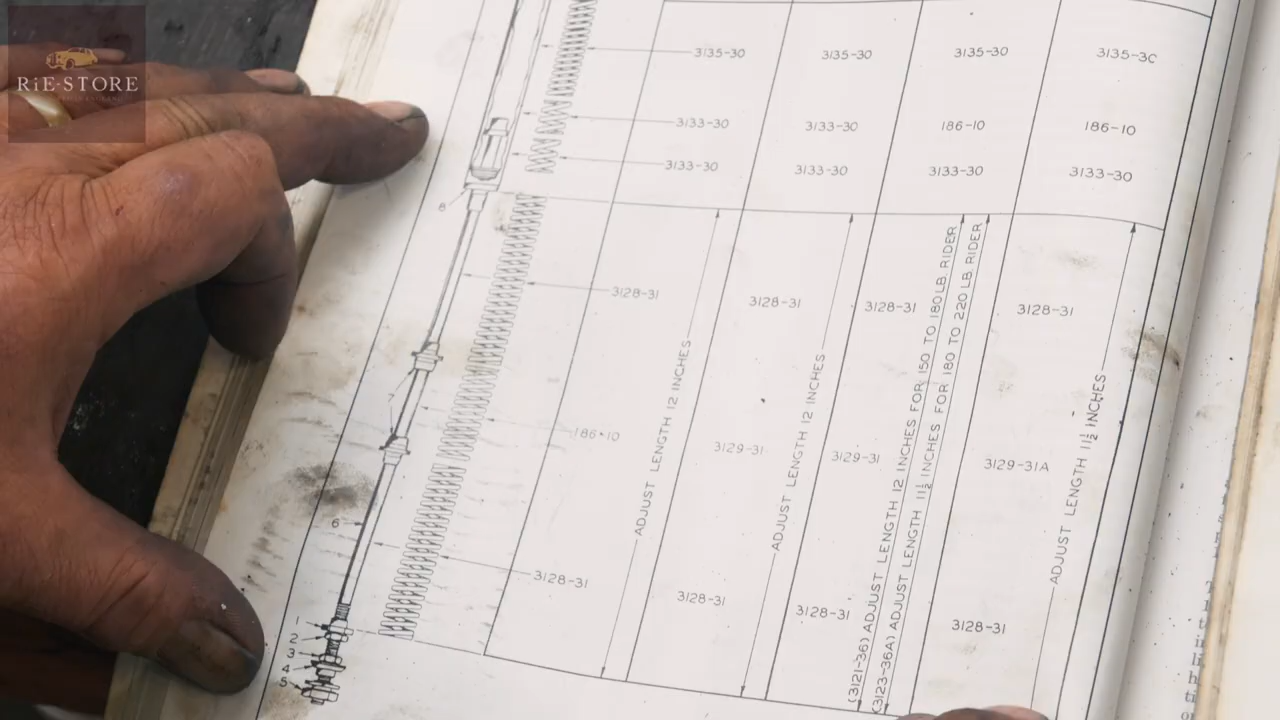 RiE-STORE
3135-30 3135-30 3135-30 3135-3C
3133-30 3133-30 186-10 186-10
3133-30 3133-30 3133-30 3133-30
8
3128-31 3128-31 3128-31 3128-31
7
186-10 3129-31 3129-31 3129-31A
6
3128-31 3128-31 3128-31 3128-31
1
2
3
4
5
ADJUST LENGTH 12 INCHES
ADJUST LENGTH 12 INCHES
(3121-36) ADJUST LENGTH 12 INCHES FOR 150 TO 180 LB RIDER
(3123-36A) ADJUST LENGTH 11½ INCHES FOR 180 TO 220 LB RIDER
ADJUST LENGTH 11½ INCHES